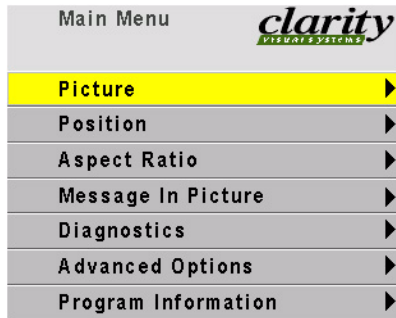 Main Menu
clarity
VISUAL SYSTEMS
Picture
Position
Aspect Ratio
Message In Picture
Diagnostics
Advanced Options
Program Information